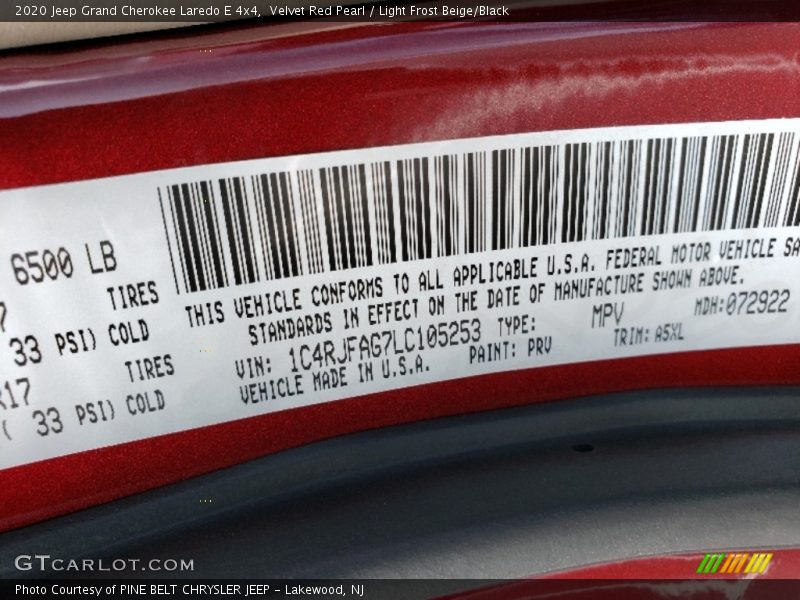 2020 Jeep Grand Cherokee Laredo E 4x4, Velvet Red Pearl / Light Frost Beige/Black
6500 LB
TIRES
33 PSI) COLD
R17 TIRES
( 33 PSI) COLD
THIS VEHICLE CONFORMS TO ALL APPLICABLE U.S.A. FEDERAL MOTOR VEHICLE SA
STANDARDS IN EFFECT ON THE DATE OF MANUFACTURE SHOWN ABOVE.
VIN: 1C4RJFAG7LC105253 TYPE: MPV MDH:072922
VEHICLE MADE IN U.S.A. PAINT: PRV TRIM: A5XL
GTCARLOT.COM
Photo Courtesy of PINE BELT CHRYSLER JEEP - Lakewood, NJ